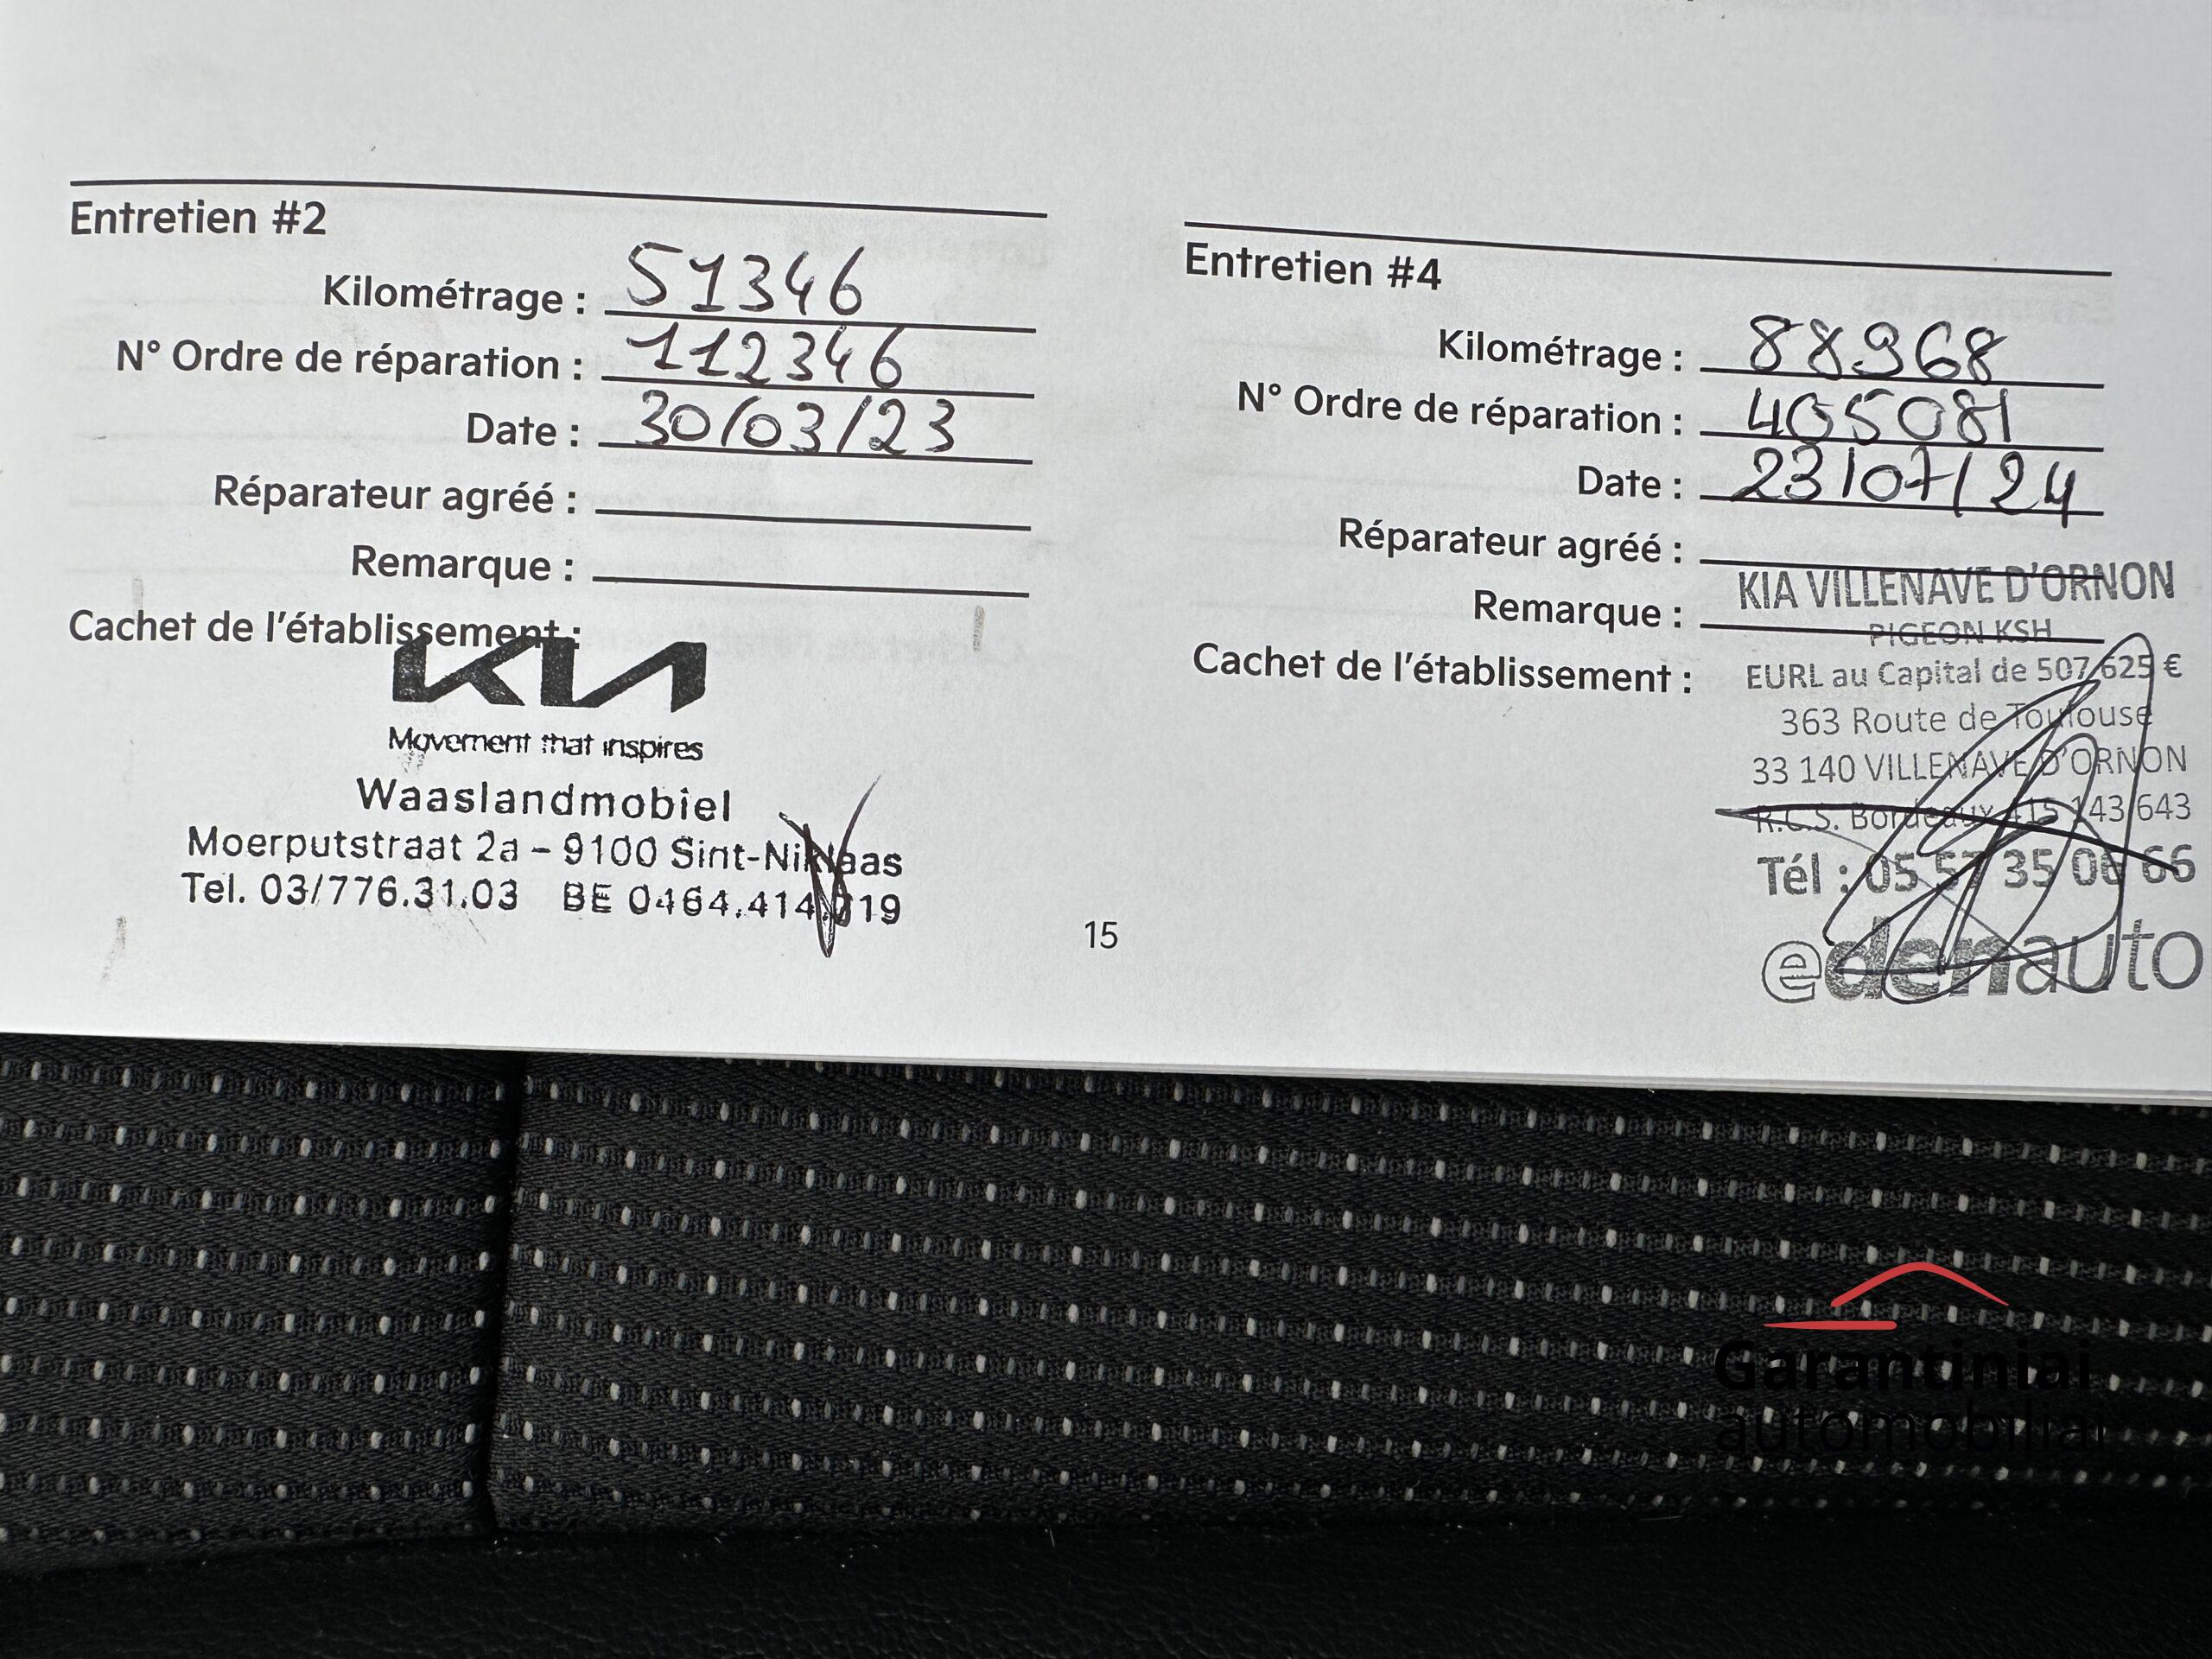 Entretien #2
Kilométrage : 51346
N° Ordre de réparation : 112346
Date : 30/03/23
Réparateur agréé :
Remarque :
Cachet de l'établissement :
KIA
Movement that inspires
Waaslandmobiel
Moerputstraat 2a - 9100 Sint-Niklaas
Tel. 03/776.31.03 BE 0464.414.319
15
Entretien #4
Kilométrage : 88968
N° Ordre de réparation : 405081
Date : 23/07/24
Réparateur agréé :
Remarque :
Cachet de l'établissement :
KIA VILLENAVE D'ORNON
PIGEON KSH
EURL au Capital de 507 625 €
363 Route de Toulouse
33 140 VILLENAVE D'ORNON
R.C.S. Bordeaux 415 143 643
Tél : 05 57 35 06 66
edenauto
Garantiniai
automobiliai